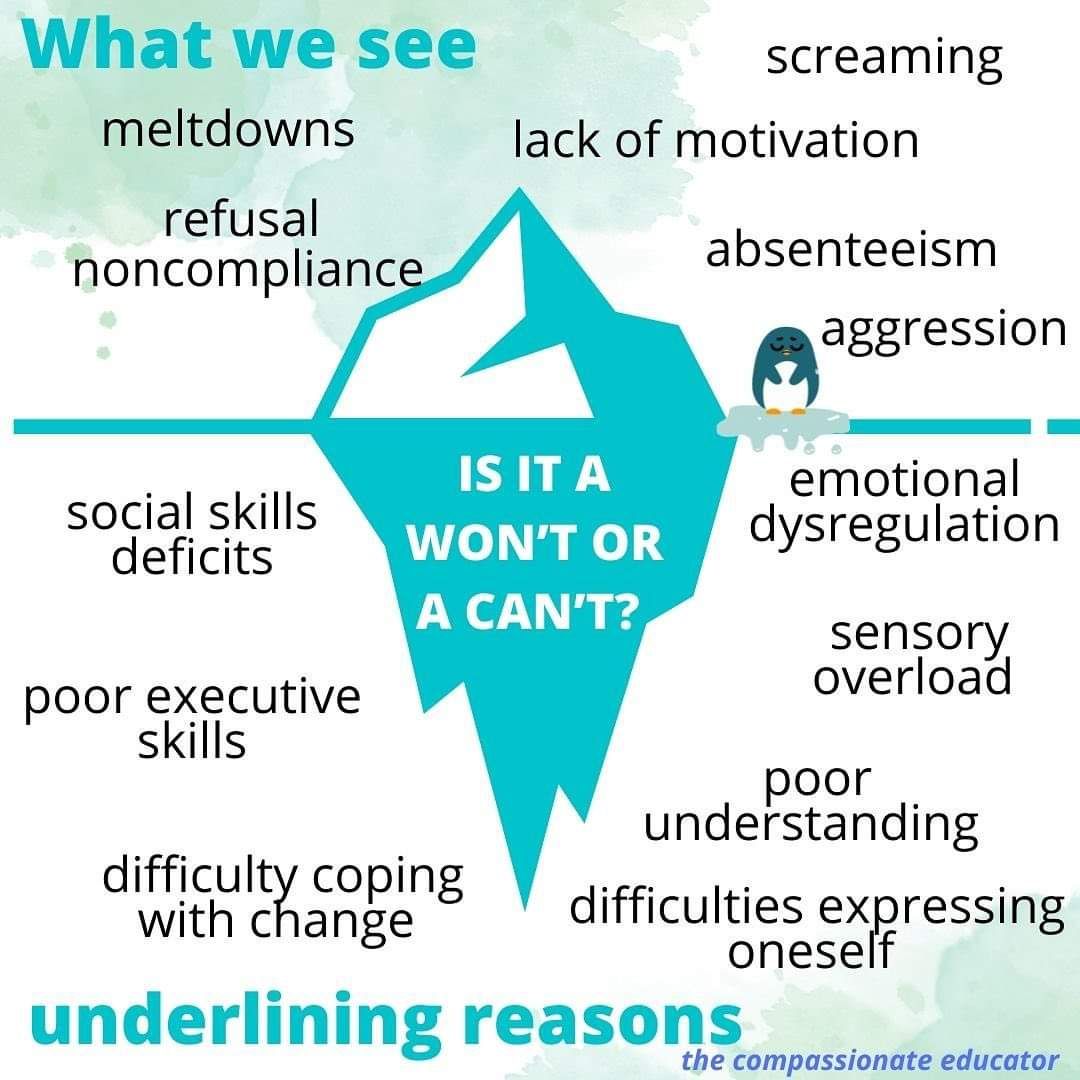 What we see
screaming
meltdowns
lack of motivation
refusal
noncompliance
absenteeism
aggression
IS IT A
WON'T OR
A CAN'T?
social skills
deficits
emotional
dysregulation
sensory
overload
poor executive
skills
poor
understanding
difficulty coping
with change
difficulties expressing
oneself
underlining reasons
the compassionate educator